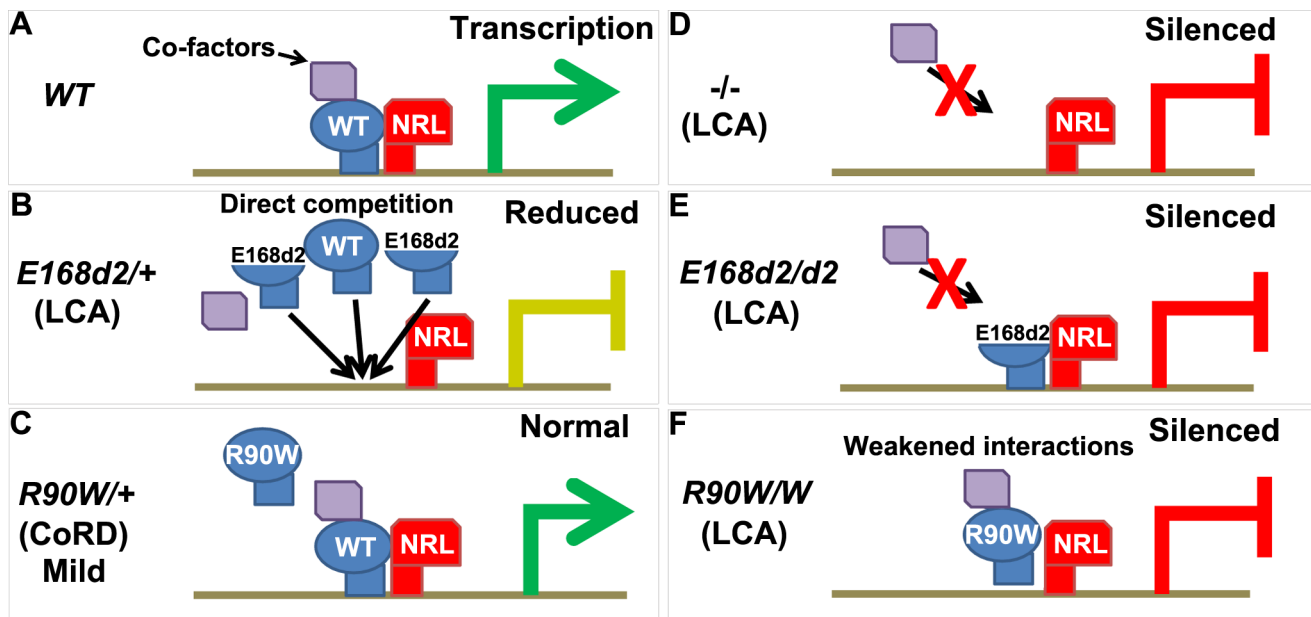 A
Co-factors
Transcription
WT
WT
NRL
B
Direct competition
Reduced
E168d2/+
(LCA)
E168d2
WT
E168d2
NRL
C
Normal
R90W
R90W/+
(CoRD)
Mild
WT
NRL
D
Silenced
-/-
(LCA)
X
NRL
E
Silenced
E168d2/d2
(LCA)
X
E168d2
NRL
F
Silenced
Weakened interactions
R90W/W
(LCA)
R90W
NRL